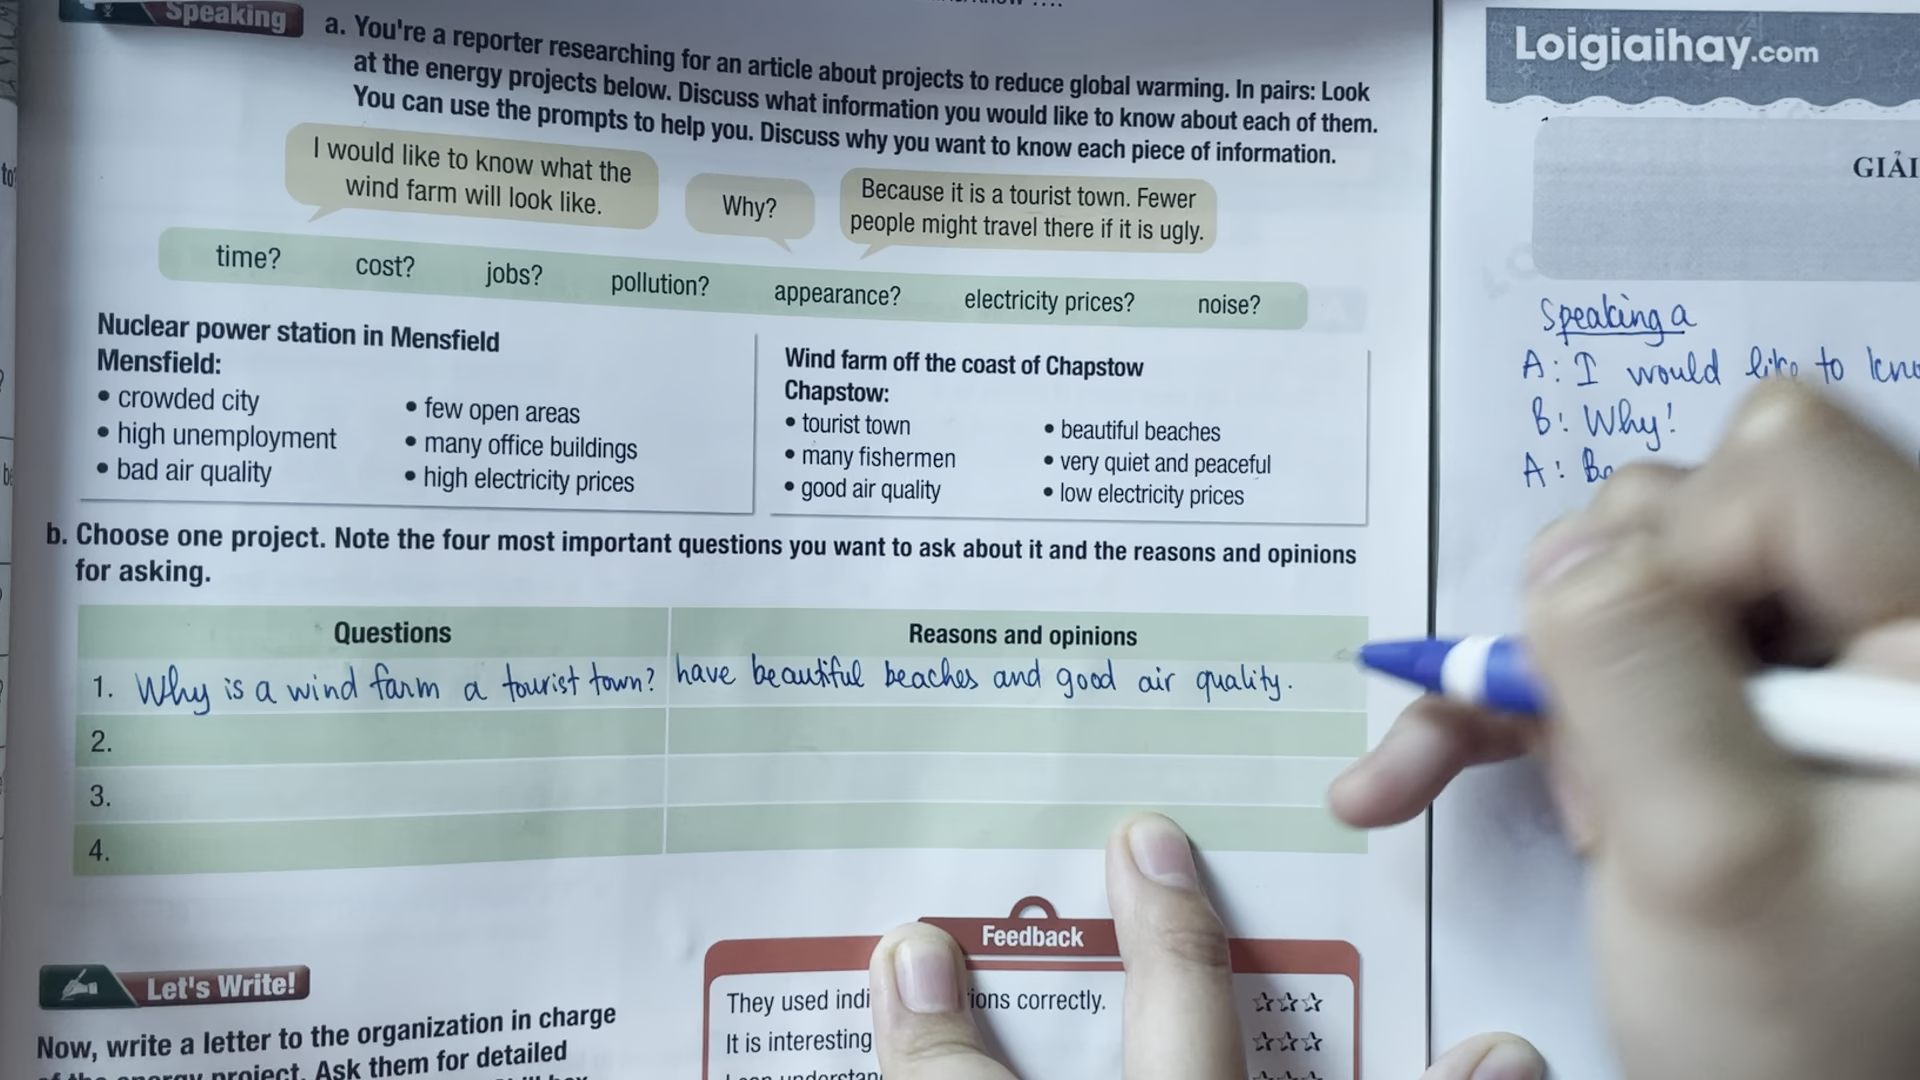 Speaking
a. You're a reporter researching for an article about projects to reduce global warming. In pairs: Look
at the energy projects below. Discuss what information you would like to know about each of them.
You can use the prompts to help you. Discuss why you want to know each piece of information.
I would like to know what the
wind farm will look like.
Why?
Because it is a tourist town. Fewer
people might travel there if it is ugly.
time? cost? jobs? pollution? appearance? electricity prices? noise?
Nuclear power station in Mensfield
Mensfield:
• crowded city
• high unemployment
• bad air quality
• few open areas
• many office buildings
• high electricity prices
Wind farm off the coast of Chapstow
Chapstow:
• tourist town
• many fishermen
• good air quality
• beautiful beaches
• very quiet and peaceful
• low electricity prices
b. Choose one project. Note the four most important questions you want to ask about it and the reasons and opinions
for asking.
Questions Reasons and opinions
1. Why is a wind farm a tourist town? have beautiful beaches and good air quality.
2.
3.
4.
Let's Write!
Now, write a letter to the organization in charge
project. Ask them for detailed
Feedback
They used indi ions correctly.
It is interesting
Loigiaihay.com
GIẢI
Speaking a
A: I would like to kno
B: Why!
A: